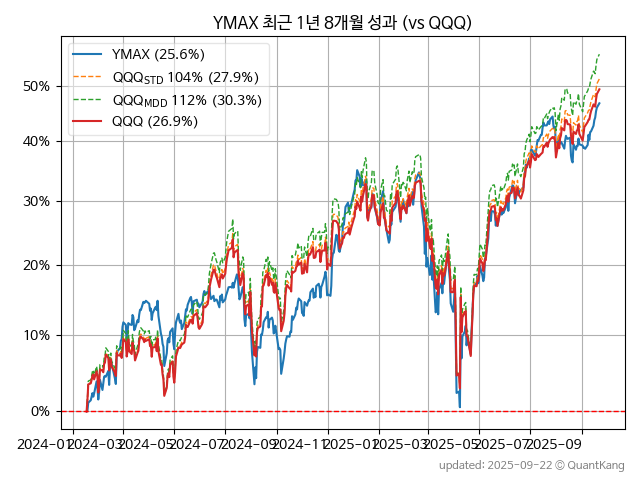 YMAX 최근 1년 8개월 성과 (vs QQQ)
YMAX (25.6%)
QQQSTD 104% (27.9%)
QQQMDD 112% (30.3%)
QQQ (26.9%)
50%
40%
30%
20%
10%
0%
2024-01 2024-03 2024-05 2024-07 2024-09 2024-11 2025-01 2025-03 2025-05 2025-07 2025-09
updated: 2025-09-22 © QuantKang